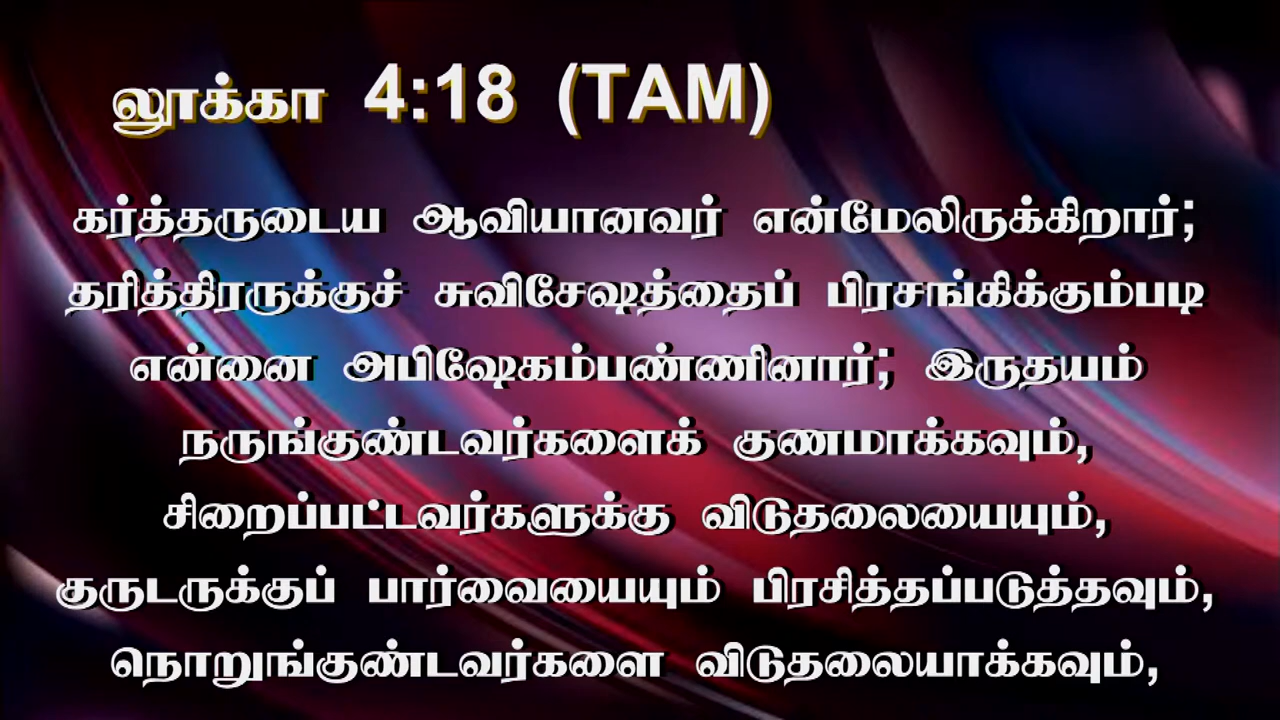 லூக்கா 4:18 (TAM)
கர்த்தருடைய ஆவியானவர் என்மேலிருக்கிறார்;
தரித்திரருக்குச் சுவிசேஷத்தைப் பிரசங்கிக்கும்படி
என்னை அபிஷேகம்பண்ணினார்; இருதயம்
நருங்குண்டவர்களைக் குணமாக்கவும்,
சிறைப்பட்டவர்களுக்கு விடுதலையையும்,
குருடருக்குப் பார்வையையும் பிரசித்தப்படுத்தவும்,
நொறுங்குண்டவர்களை விடுதலையாக்கவும்,